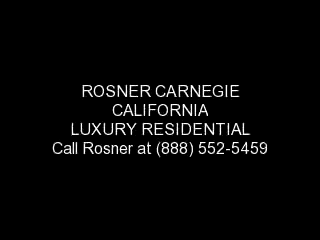 ROSNER CARNEGIE
CALIFORNIA
LUXURY RESIDENTIAL
Call Rosner at (888) 552-5459